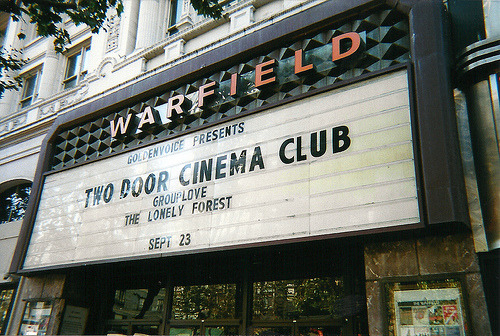 WARFIELD
GOLDENVOICE PRESENTS
TWO DOOR CINEMA CLUB
GROUPLOVE
THE LONELY FOREST
SEPT 23